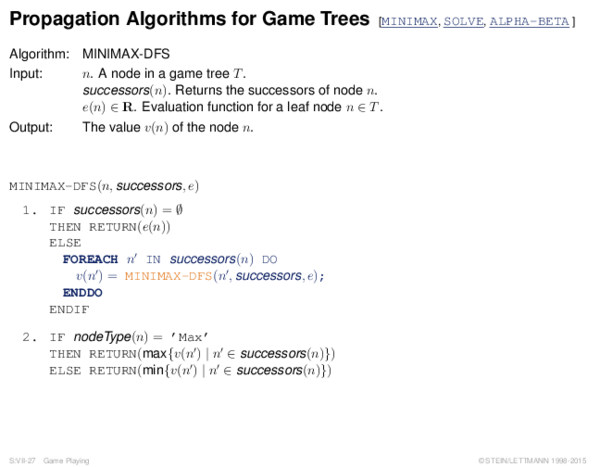 Propagation Algorithms for Game Trees [MINIMAX, SOLVE, ALPHA-BETA]
Algorithm: MINIMAX-DFS
Input: n. A node in a game tree T.
successors(n). Returns the successors of node n.
e(n) ∈ R. Evaluation function for a leaf node n ∈ T.
Output: The value v(n) of the node n.
MINIMAX-DFS(n, successors, e)
1. IF successors(n) = ∅
THEN RETURN(e(n))
ELSE
FOREACH n′ IN successors(n) DO
v(n′) = MINIMAX-DFS(n′, successors, e);
ENDDO
ENDIF
2. IF nodeType(n) = 'Max'
THEN RETURN(max{v(n′) | n′ ∈ successors(n)})
ELSE RETURN(min{v(n′) | n′ ∈ successors(n)})
S:VII-27 Game Playing ©STEIN/LETTMANN 1998-2015